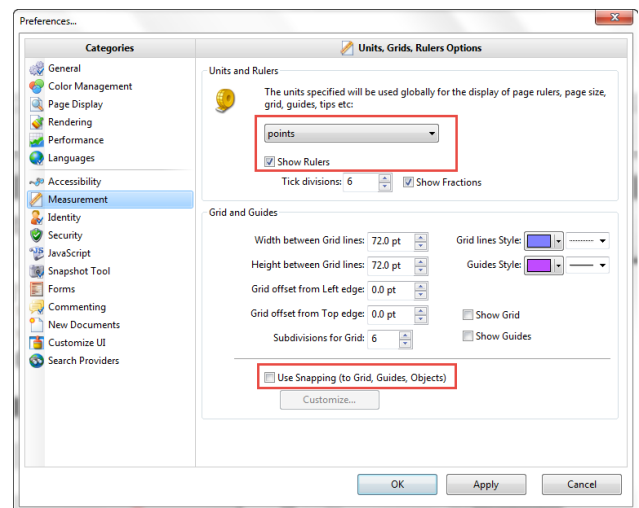 Preferences...
Categories
General
Color Management
Page Display
Rendering
Performance
Languages
Accessibility
Measurement
Identity
Security
JavaScript
Snapshot Tool
Forms
Commenting
New Documents
Customize UI
Search Providers
Units, Grids, Rulers Options
Units and Rulers
The units specified will be used globally for the display of page rulers, page size,
grid, guides, tips etc:
points
Show Rulers
Tick divisions: 6 Show Fractions
Grid and Guides
Width between Grid lines: 72.0 pt Grid lines Style:
Height between Grid lines: 72.0 pt Guides Style:
Grid offset from Left edge: 0.0 pt
Grid offset from Top edge: 0.0 pt Show Grid
Subdivisions for Grid: 6 Show Guides
Use Snapping (to Grid, Guides, Objects)
Customize...
OK Apply Cancel